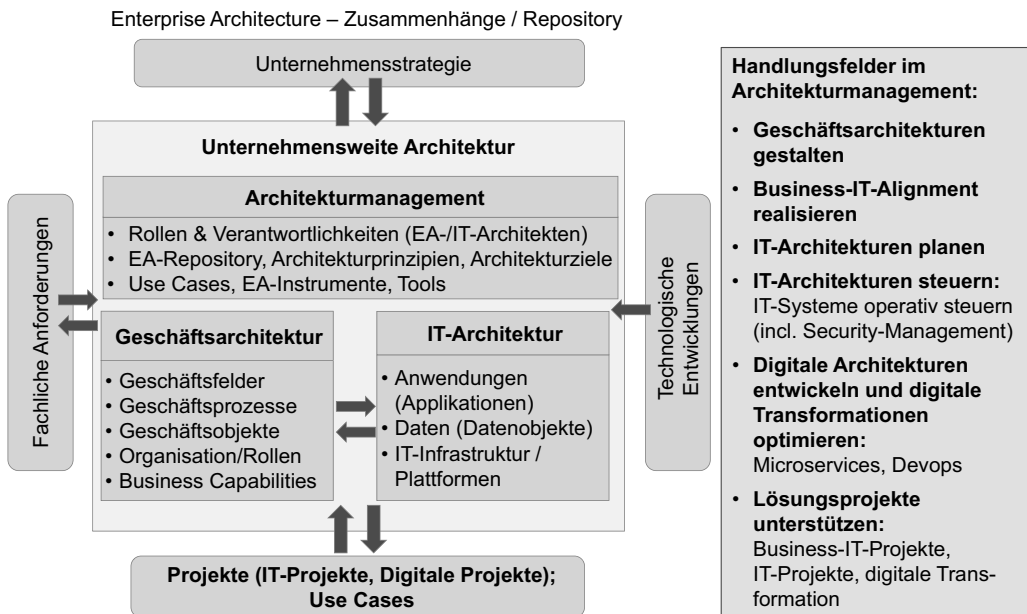 Enterprise Architecture – Zusammenhänge / Repository
Unternehmensstrategie
Unternehmensweite Architektur
Architekturmanagement
• Rollen & Verantwortlichkeiten (EA-/IT-Architekten)
• EA-Repository, Architekturprinzipien, Architekturziele
• Use Cases, EA-Instrumente, Tools
Fachliche Anforderungen
Geschäftsarchitektur
• Geschäftsfelder
• Geschäftsprozesse
• Geschäftsobjekte
• Organisation/Rollen
• Business Capabilities
IT-Architektur
• Anwendungen
(Applikationen)
• Daten (Datenobjekte)
• IT-Infrastruktur /
Plattformen
Technologische
Entwicklungen
Projekte (IT-Projekte, Digitale Projekte);
Use Cases
Handlungsfelder im
Architekturmanagement:
• Geschäftsarchitekturen
gestalten
• Business-IT-Alignment
realisieren
• IT-Architekturen planen
• IT-Architekturen steuern:
IT-Systeme operativ steuern
(incl. Security-Management)
• Digitale Architekturen
entwickeln und digitale
Transformationen
optimieren:
Microservices, Devops
• Lösungsprojekte
unterstützen:
Business-IT-Projekte,
IT-Projekte, digitale Trans-
formation